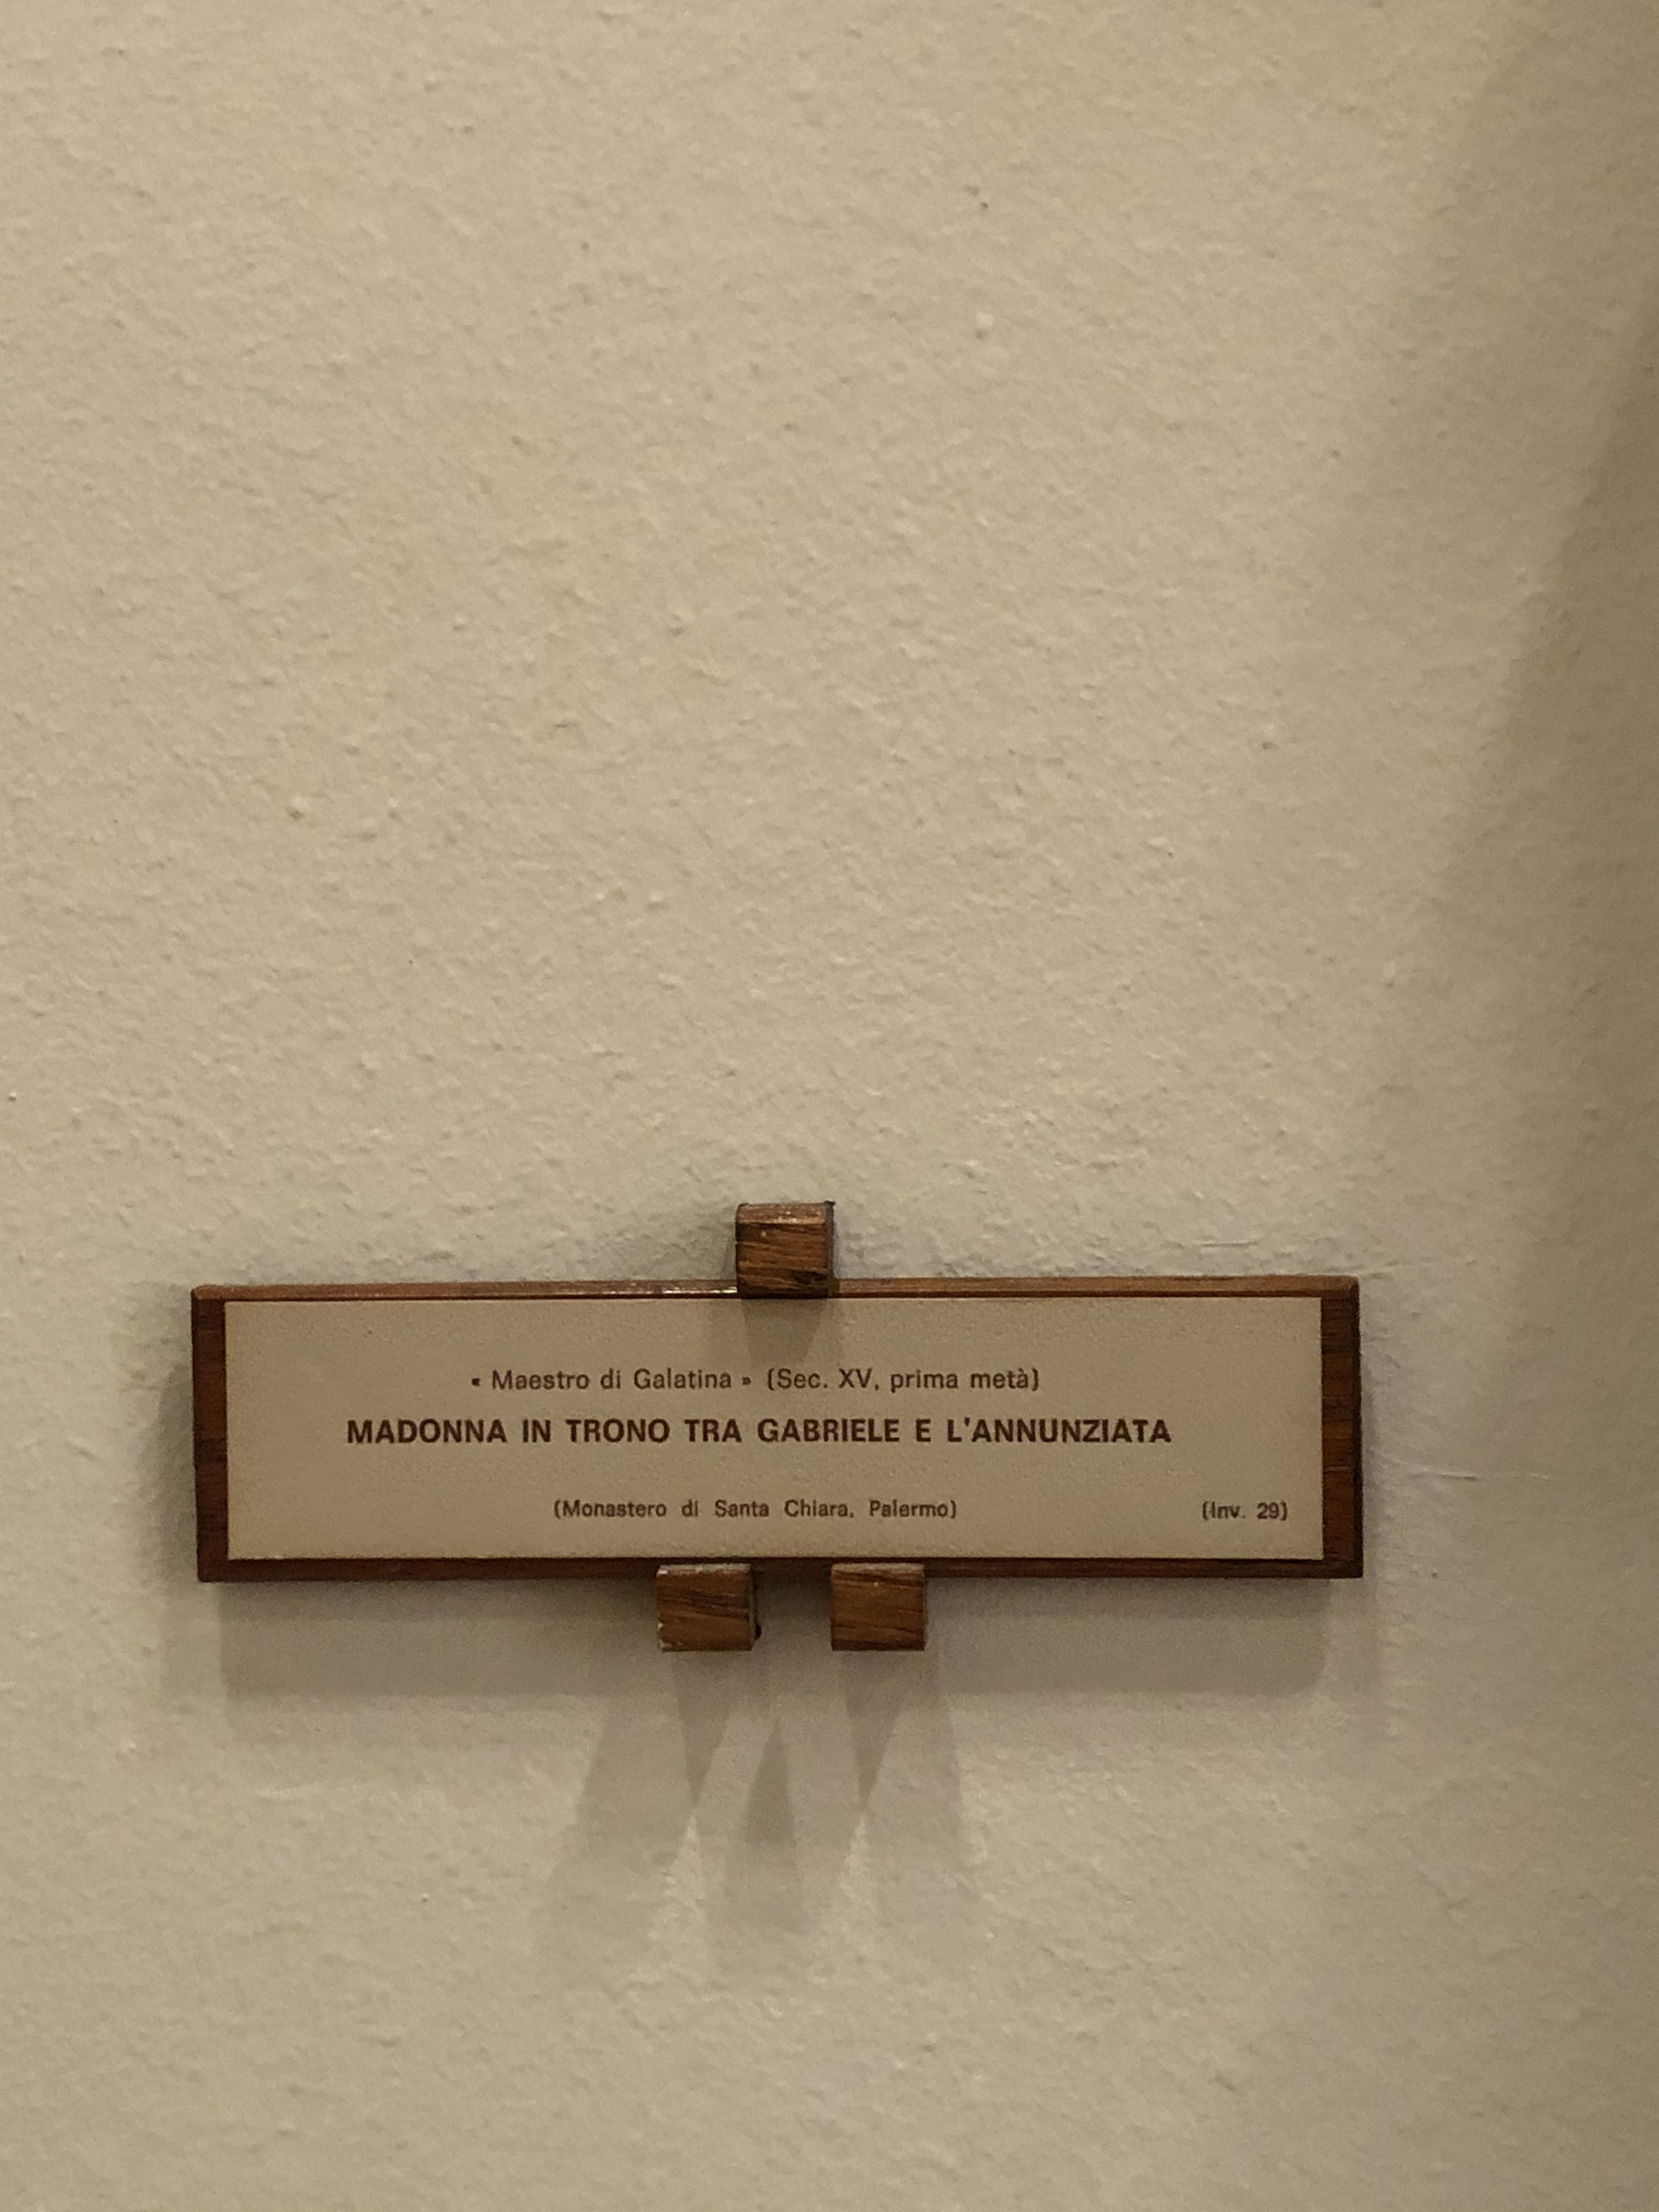 « Maestro di Galatina » (Sec. XV, prima metà)
MADONNA IN TRONO TRA GABRIELE E L'ANNUNZIATA
(Monastero di Santa Chiara, Palermo) (Inv. 29)